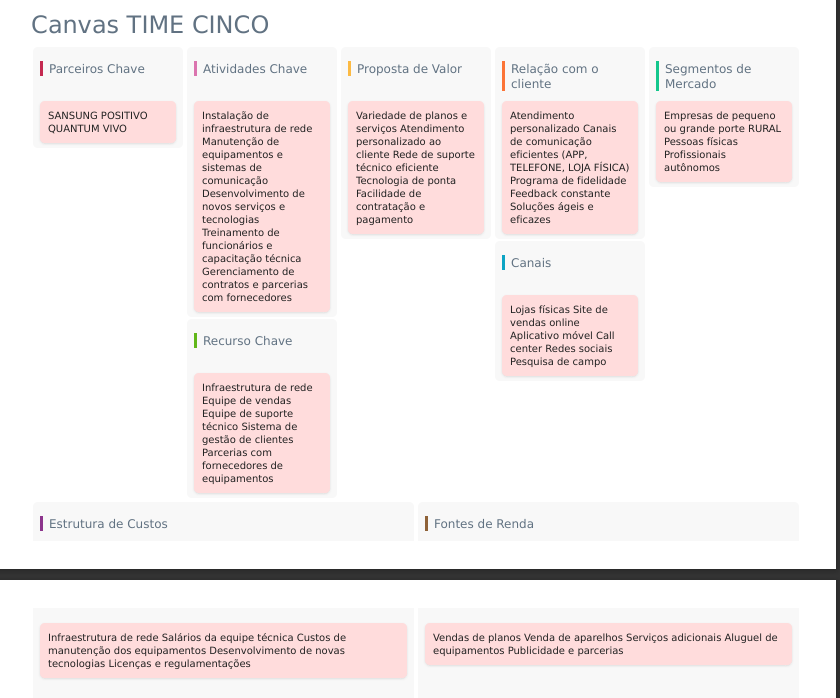 Canvas TIME CINCO
Parceiros Chave
SANSUNG POSITIVO
QUANTUM VIVO
Atividades Chave
Instalação de
infraestrutura de rede
Manutenção de
equipamentos e
sistemas de
comunicação
Desenvolvimento de
novos serviços e
tecnologias
Treinamento de
funcionários e
capacitação técnica
Gerenciamento de
contratos e parcerias
com fornecedores
Recurso Chave
Infraestrutura de rede
Equipe de vendas
Equipe de suporte
técnico Sistema de
gestão de clientes
Parcerias com
fornecedores de
equipamentos
Proposta de Valor
Variedade de planos e
serviços Atendimento
personalizado ao
cliente Rede de suporte
técnico eficiente
Tecnologia de ponta
Facilidade de
contratação e
pagamento
Relação com o
cliente
Atendimento
personalizado Canais
de comunicação
eficientes (APP,
TELEFONE, LOJA FÍSICA)
Programa de fidelidade
Feedback constante
Soluções ágeis e
eficazes
Canais
Lojas físicas Site de
vendas online
Aplicativo móvel Call
center Redes sociais
Pesquisa de campo
Segmentos de
Mercado
Empresas de pequeno
ou grande porte RURAL
Pessoas físicas
Profissionais
autônomos
Estrutura de Custos
Infraestrutura de rede Salários da equipe técnica Custos de
manutenção dos equipamentos Desenvolvimento de novas
tecnologias Licenças e regulamentações
Fontes de Renda
Vendas de planos Venda de aparelhos Serviços adicionais Aluguel de
equipamentos Publicidade e parcerias